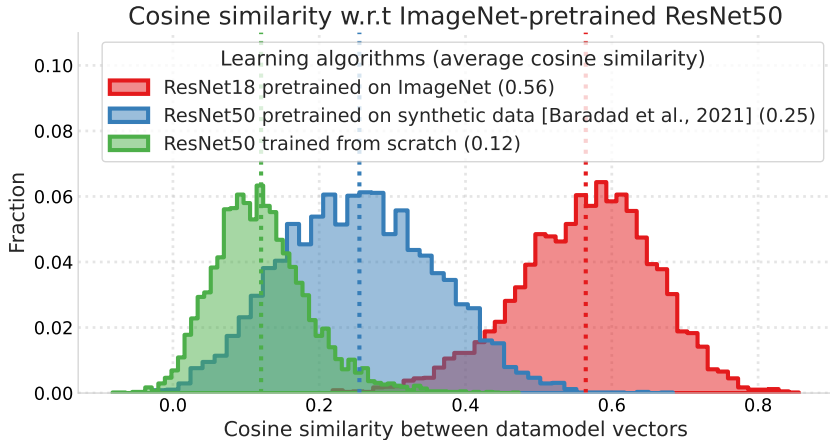 Cosine similarity w.r.t ImageNet-pretrained ResNet50
Learning algorithms (average cosine similarity)
ResNet18 pretrained on ImageNet (0.56)
ResNet50 pretrained on synthetic data [Baradad et al., 2021] (0.25)
ResNet50 trained from scratch (0.12)
Fraction
0.10
0.08
0.06
0.04
0.02
0.00
0.0 0.2 0.4 0.6 0.8
Cosine similarity between datamodel vectors